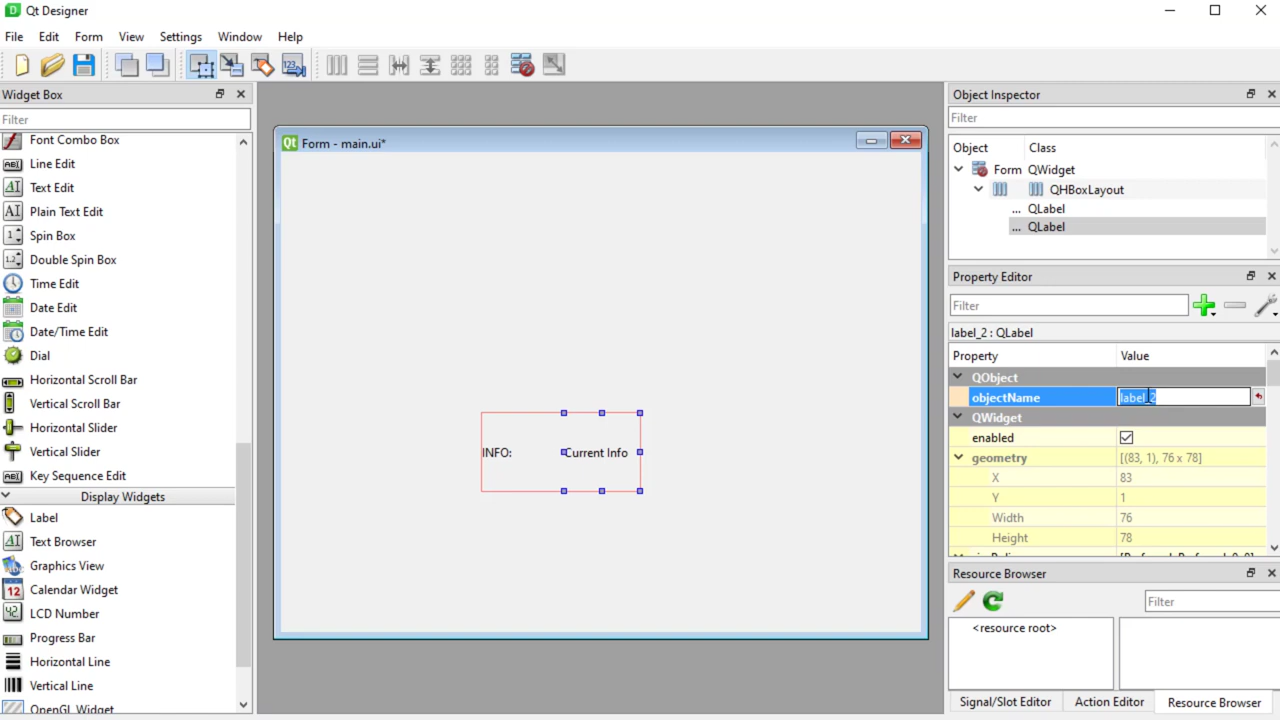 Qt Designer
File Edit Form View Settings Window Help
Widget Box
Filter
Font Combo Box
Line Edit
Text Edit
Plain Text Edit
Spin Box
Double Spin Box
Time Edit
Date Edit
Date/Time Edit
Dial
Horizontal Scroll Bar
Vertical Scroll Bar
Horizontal Slider
Vertical Slider
Key Sequence Edit
Display Widgets
Label
Text Browser
Graphics View
Calendar Widget
LCD Number
Progress Bar
Horizontal Line
Vertical Line
OpenGL Widget
Form - main.ui*
INFO: Current Info
Object Inspector
Filter
Object Class
Form QWidget
QHBoxLayout
... QLabel
... QLabel
Property Editor
Filter
label_2 : QLabel
Property Value
QObject
objectName label_2
QWidget
enabled
geometry [(83, 1), 76 x 78]
X 83
Y 1
Width 76
Height 78
Resource Browser
Filter
<resource root>
Signal/Slot Editor Action Editor Resource Browser